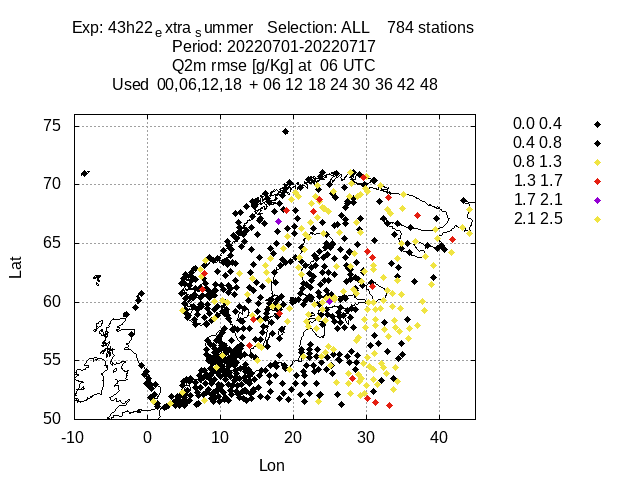 Exp: 43h22extrasummer Selection: ALL 784 stations
Period: 20220701-20220717
Q2m rmse [g/Kg] at 06 UTC
Used 00,06,12,18 + 06 12 18 24 30 36 42 48
0.0 0.4
0.4 0.8
0.8 1.3
1.3 1.7
1.7 2.1
2.1 2.5
75
70
65
60
55
50
Lat
-10 0 10 20 30 40
Lon